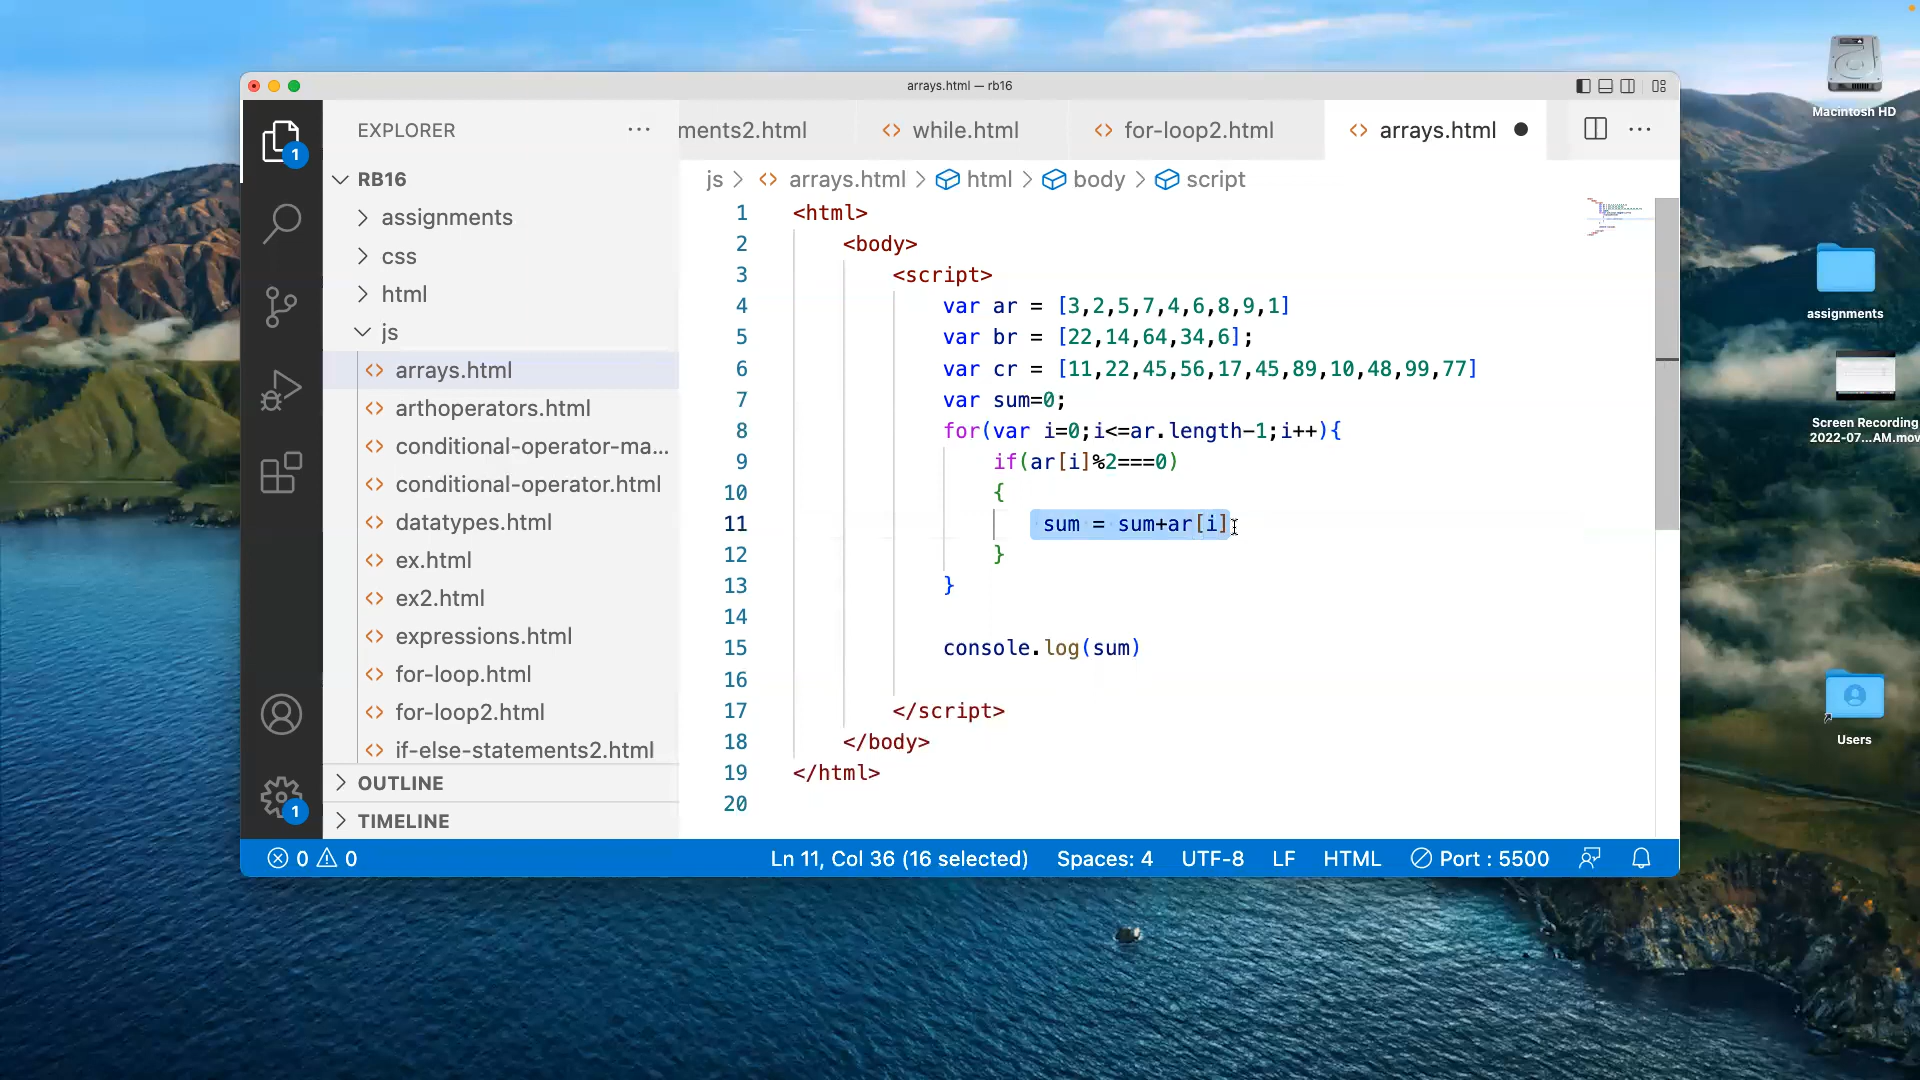 arrays.html — rb16
EXPLORER
ments2.html
while.html
for-loop2.html
arrays.html
js > arrays.html > html > body > script
1
RB16
assignments
css
html
js
arrays.html
arthoperators.html
conditional-operator-ma...
conditional-operator.html
datatypes.html
ex.html
ex2.html
expressions.html
for-loop.html
for-loop2.html
if-else-statements2.html
OUTLINE
TIMELINE
1
1 <html>
2 <body>
3 <script>
4 var ar = [3,2,5,7,4,6,8,9,1]
5 var br = [22,14,64,34,6];
6 var cr = [11,22,45,56,17,45,89,10,48,99,77]
7 var sum=0;
8 for(var i=0;i<=ar.length-1;i++){
9 if(ar[i]%2===0)
10 {
11 sum = sum+ar[i]
12 }
13 }
14
15 console.log(sum)
16
17 </script>
18 </body>
19 </html>
20
0 0
Ln 11, Col 36 (16 selected)
Spaces: 4
UTF-8
LF
HTML
Port : 5500
Macintosh HD
assignments
Screen Recording
2022-07...AM.mov
Users